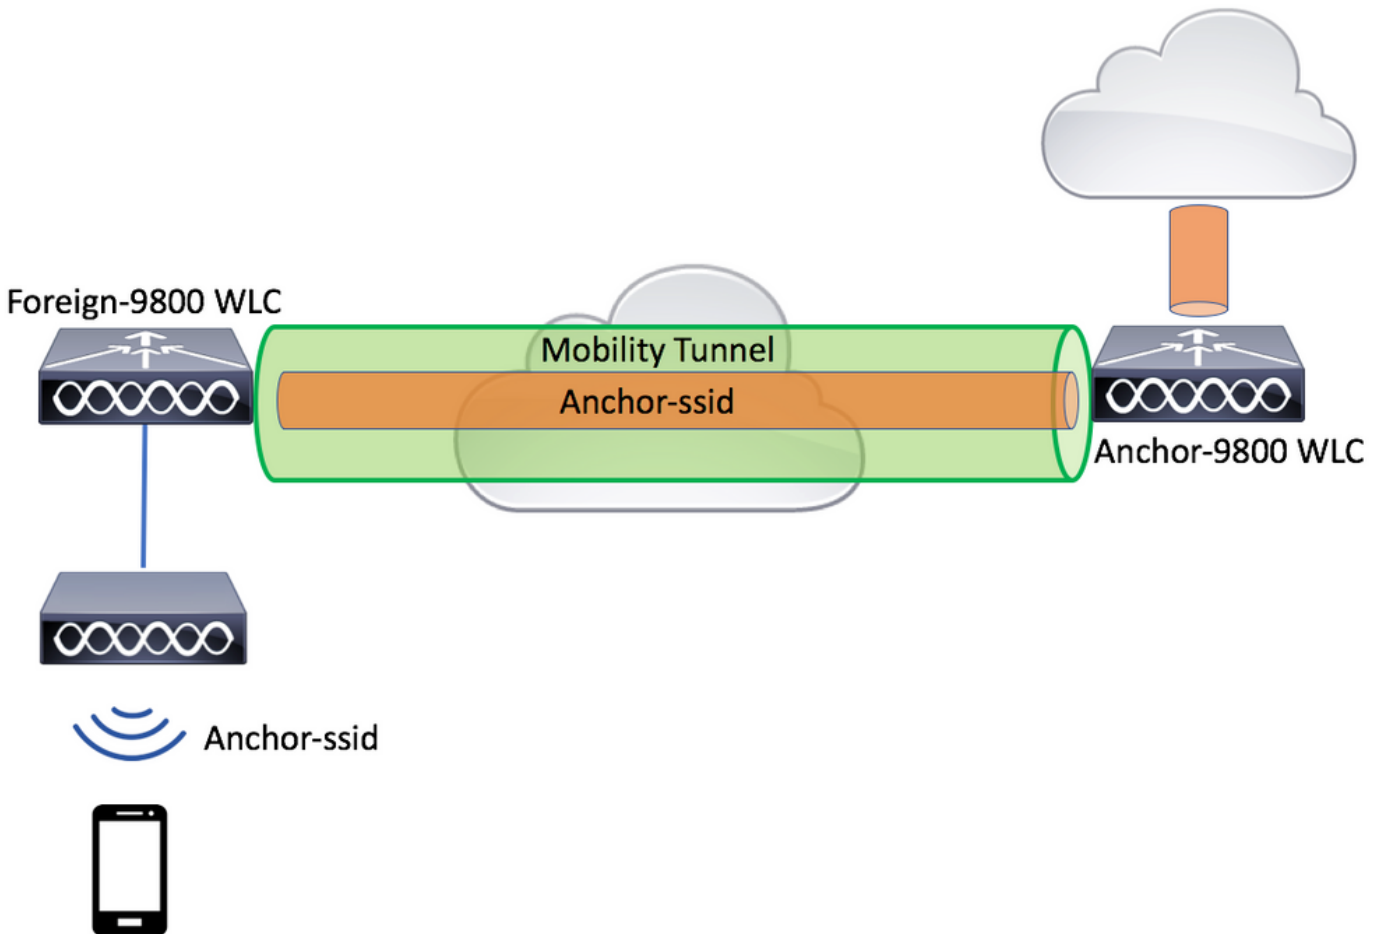 Foreign-9800 WLC
Mobility Tunnel
Anchor-ssid
Anchor-9800 WLC
Anchor-ssid